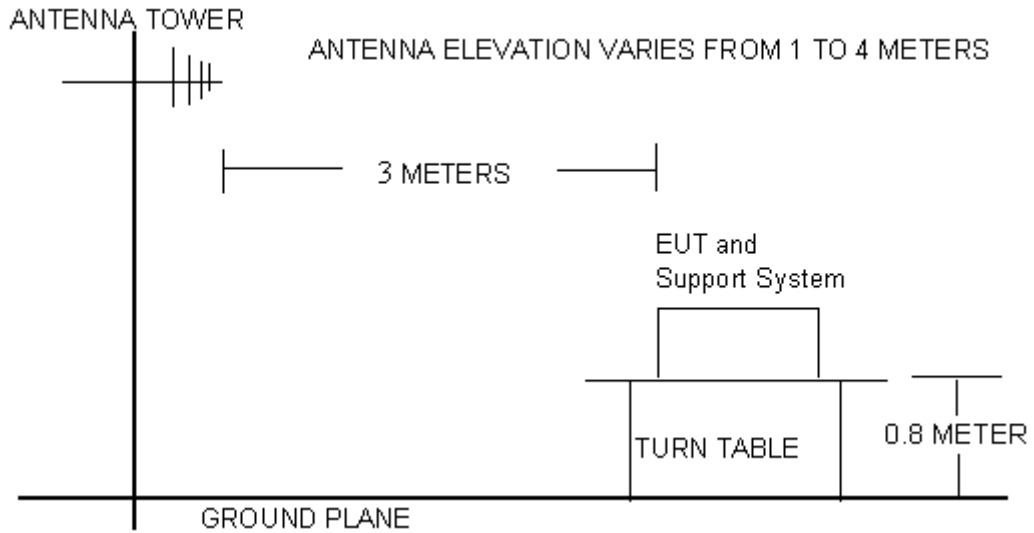 ANTENNA TOWER
ANTENNA ELEVATION VARIES FROM 1 TO 4 METERS
3 METERS
EUT and
Support System
0.8 METER
TURN TABLE
GROUND PLANE